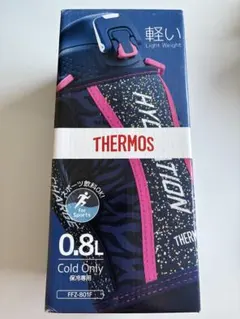 軽い
Light Weight
HYDRATION
THERMOS
スポーツ飲料OK!
for Sports
THERM
0.8L
Cold Only
保冷専用
FFZ-801F